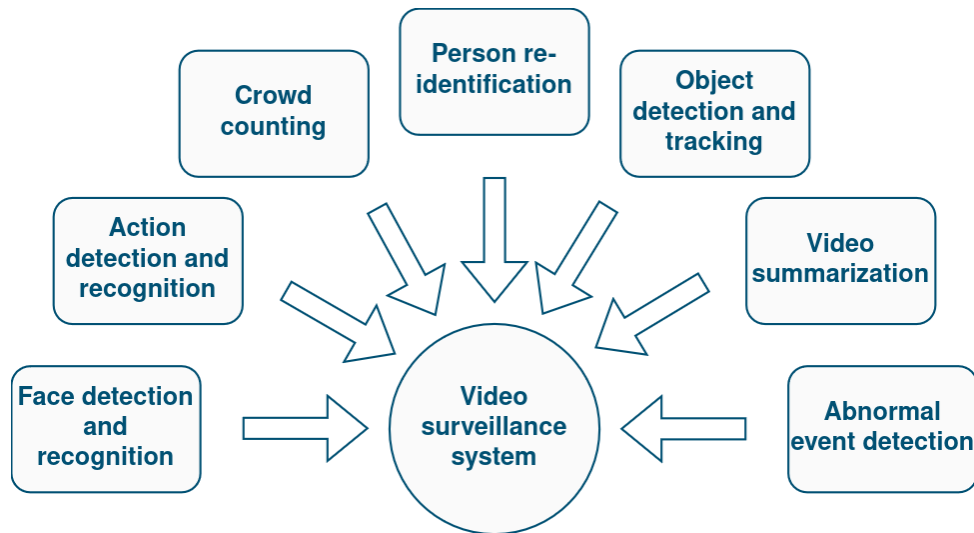 Person re-
identification
Crowd
counting
Object
detection and
tracking
Action
detection and
recognition
Video
summarization
Face detection
and
recognition
Video
surveillance
system
Abnormal
event detection